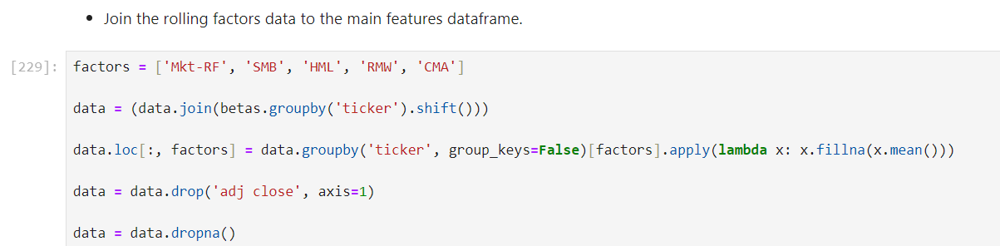 • Join the rolling factors data to the main features dataframe.
[229]: factors = ['Mkt-RF', 'SMB', 'HML', 'RMW', 'CMA']
data = (data.join(betas.groupby('ticker').shift()))
data.loc[:, factors] = data.groupby('ticker', group_keys=False)[factors].apply(lambda x: x.fillna(x.mean()))
data = data.drop('adj close', axis=1)
data = data.dropna()